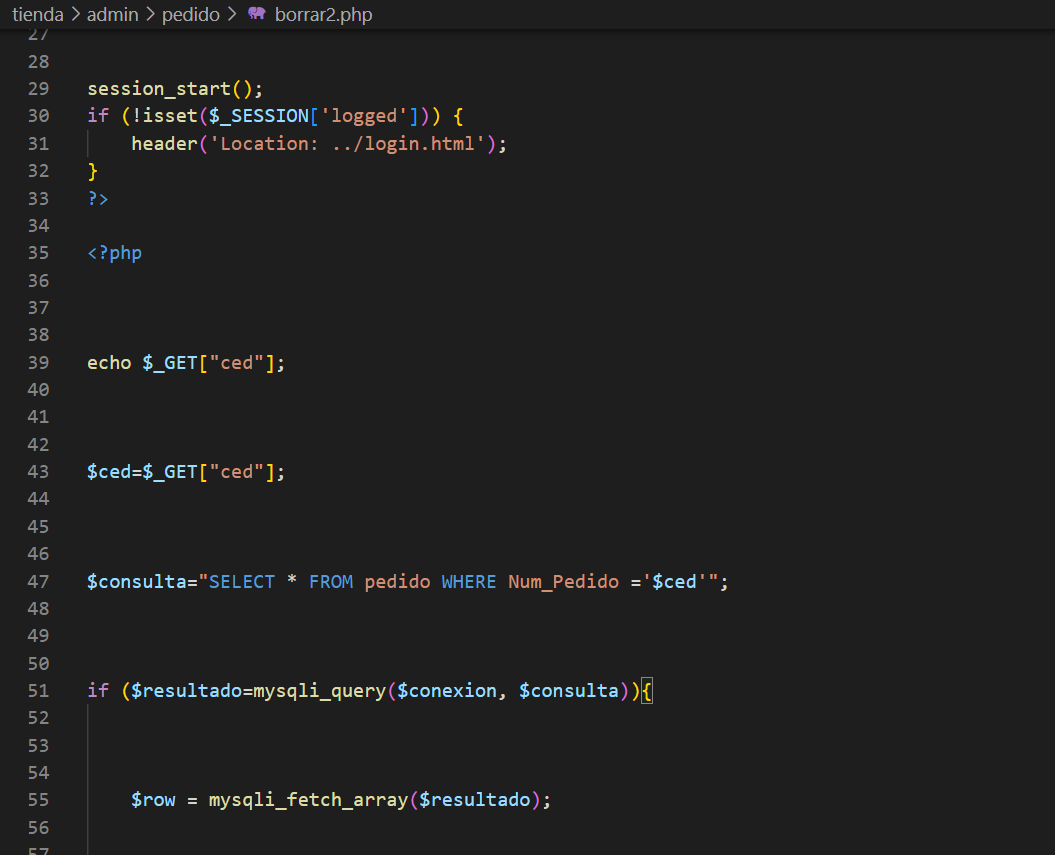 tienda > admin > pedido > borrar2.php
27
28
29 session_start();
30 if (!isset($_SESSION['logged'])) {
31 header('Location: ../login.html');
32 }
33 ?>
34
35 <?php
36
37
38
39 echo $_GET["ced"];
40
41
42
43 $ced=$_GET["ced"];
44
45
46
47 $consulta="SELECT * FROM pedido WHERE Num_Pedido ='$ced'";
48
49
50
51 if ($resultado=mysqli_query($conexion, $consulta)){
52
53
54
55 $row = mysqli_fetch_array($resultado);
56
57